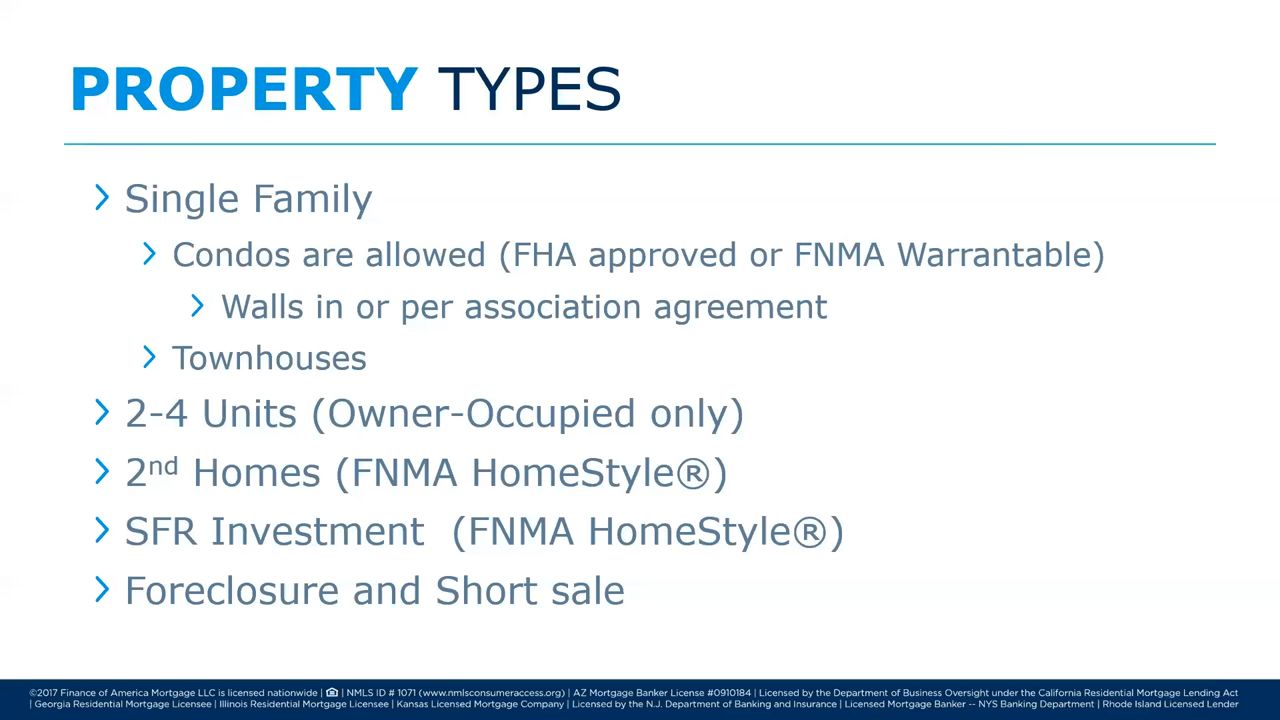 PROPERTY TYPES
Single Family
Condos are allowed (FHA approved or FNMA Warrantable)
Walls in or per association agreement
Townhouses
2-4 Units (Owner-Occupied only)
2nd Homes (FNMA HomeStyle®)
SFR Investment  (FNMA HomeStyle®)
Foreclosure and Short sale
©2017 Finance of America Mortgage LLC is licensed nationwide | | NMLS ID # 1071 (www.nmlsconsumeraccess.org) | AZ Mortgage Banker License #0910184 | Licensed by the Department of Business Oversight under the California Residential Mortgage Lending Act
| Georgia Residential Mortgage Licensee | Illinois Residential Mortgage Licensee | Kansas Licensed Mortgage Company | Licensed by the N.J. Department of Banking and Insurance | Licensed Mortgage Banker -- NYS Banking Department | Rhode Island Licensed Lender